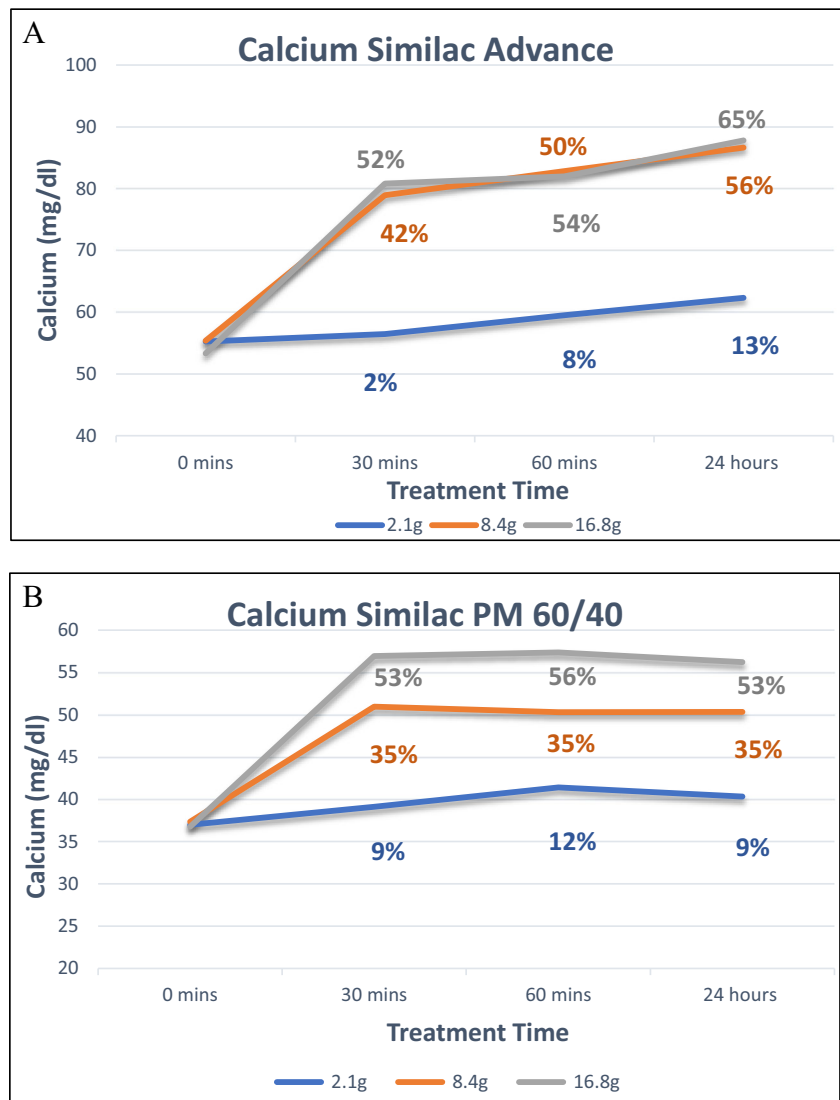 A
Calcium Similac Advance
100
90
80
70
60
50
40
Calcium (mg/dl)
52%
50%
65%
42%
54%
56%
2%
8%
13%
0 mins 30 mins 60 mins 24 hours
Treatment Time
2.1g 8.4g 16.8g
B
Calcium Similac PM 60/40
60
55
50
45
40
35
30
25
20
Calcium (mg/dl)
53% 56% 53%
35% 35% 35%
9% 12% 9%
0 mins 30 mins 60 mins 24 hours
Treatment Time
2.1g 8.4g 16.8g